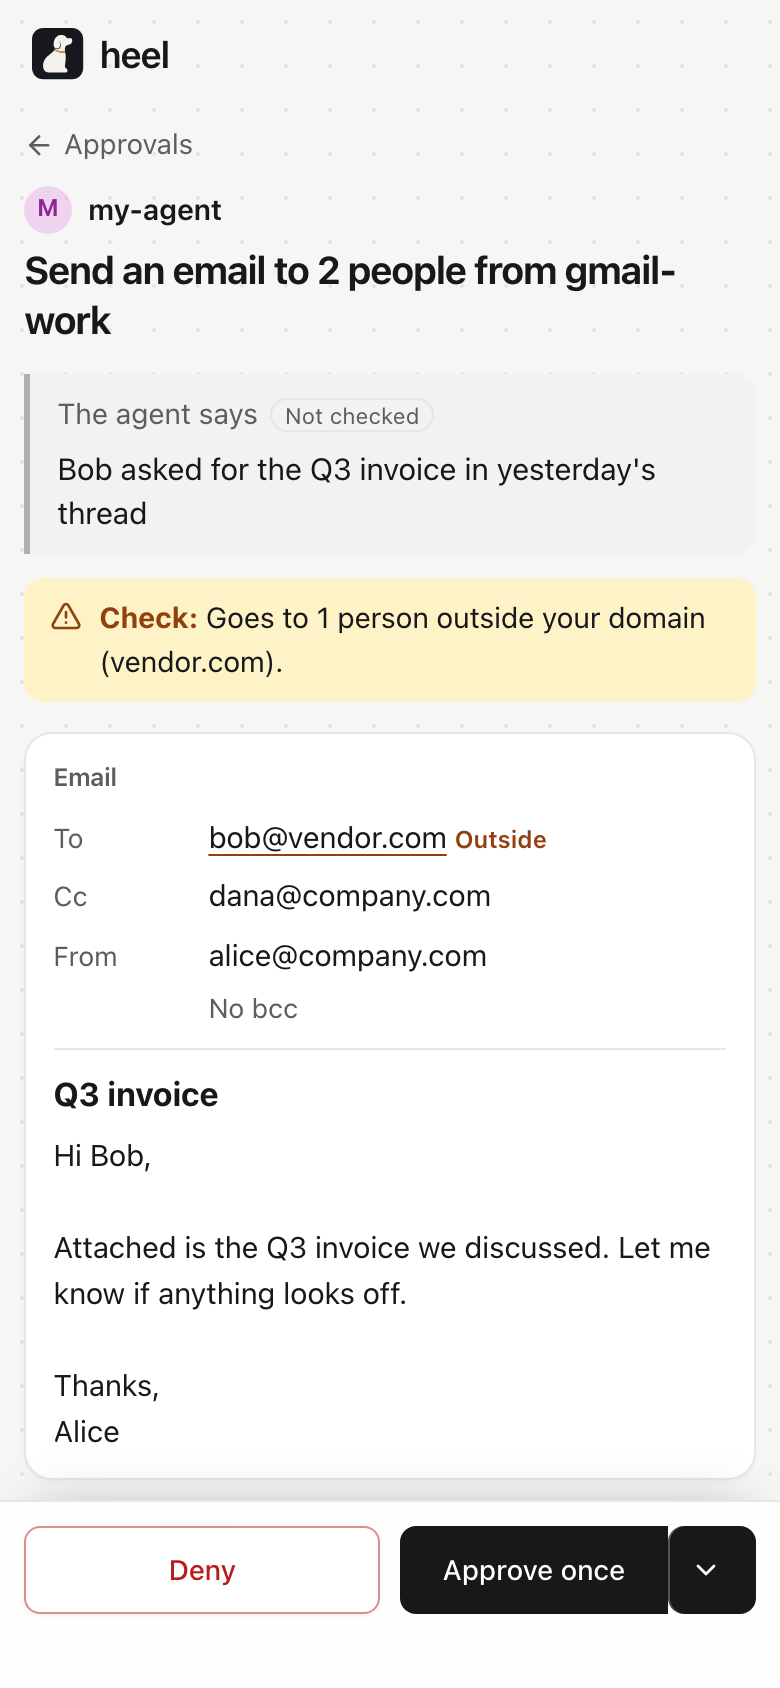 heel
← Approvals
M my-agent
Send an email to 2 people from gmail-
work
The agent says Not checked
Bob asked for the Q3 invoice in yesterday's
thread
Check: Goes to 1 person outside your domain
(vendor.com).
Email
To bob@vendor.com Outside
Cc dana@company.com
From alice@company.com
No bcc
Q3 invoice
Hi Bob,
Attached is the Q3 invoice we discussed. Let me
know if anything looks off.
Thanks,
Alice
Deny Approve once